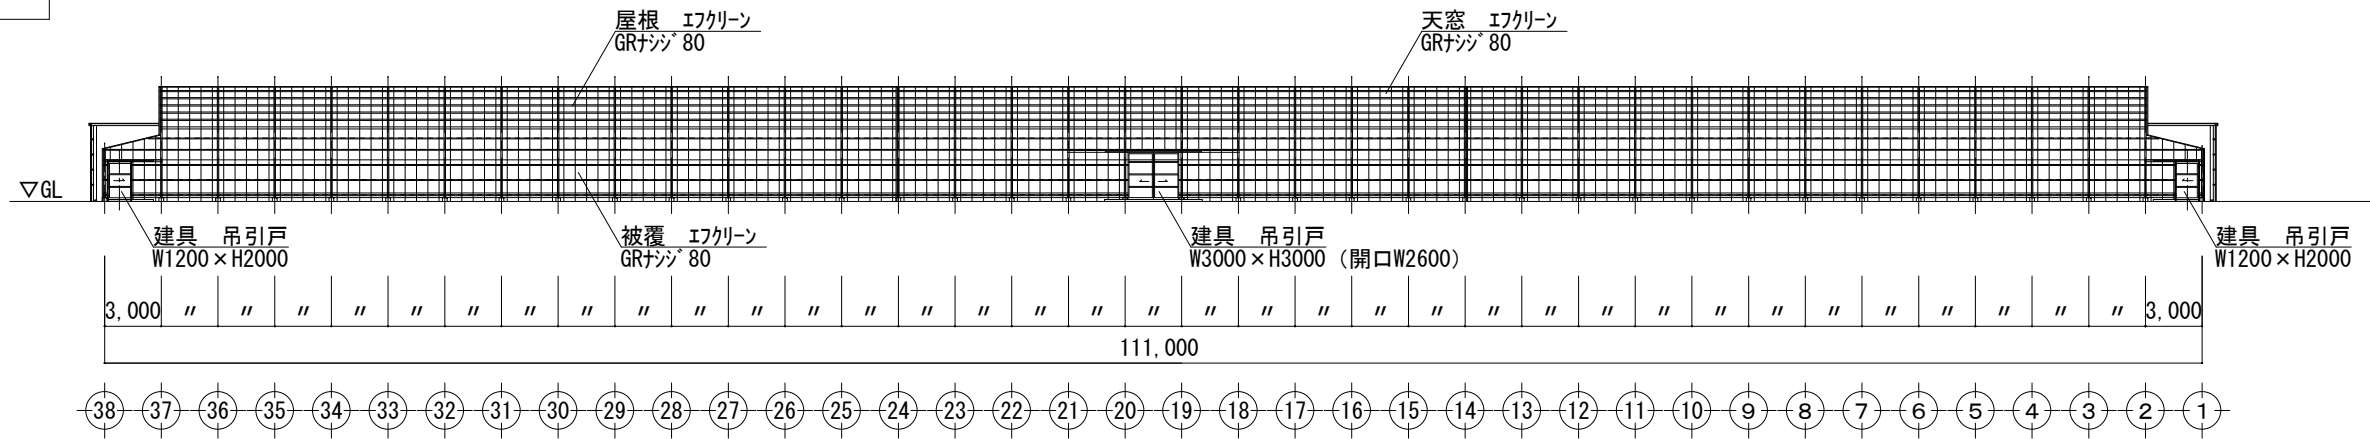 屋根　ｴﾌｸﾘｰﾝ
GRﾅｼｼﾞ80
天窓　ｴﾌｸﾘｰﾝ
GRﾅｼｼﾞ80
▽GL
建具　吊引戸
W1200×H2000
被覆　ｴﾌｸﾘｰﾝ
GRﾅｼｼﾞ80
建具　吊引戸
W3000×H3000（開口W2600）
建具　吊引戸
W1200×H2000
3,000 〃 〃 〃 〃 〃 〃 〃 〃 〃 〃 〃 〃 〃 〃 〃 〃 〃 〃 〃 〃 〃 〃 〃 〃 〃 〃 〃 〃 〃 〃 〃 〃 〃 〃 〃 3,000
111,000
38 37 36 35 34 33 32 31 30 29 28 27 26 25 24 23 22 21 20 19 18 17 16 15 14 13 12 11 10 9 8 7 6 5 4 3 2 1